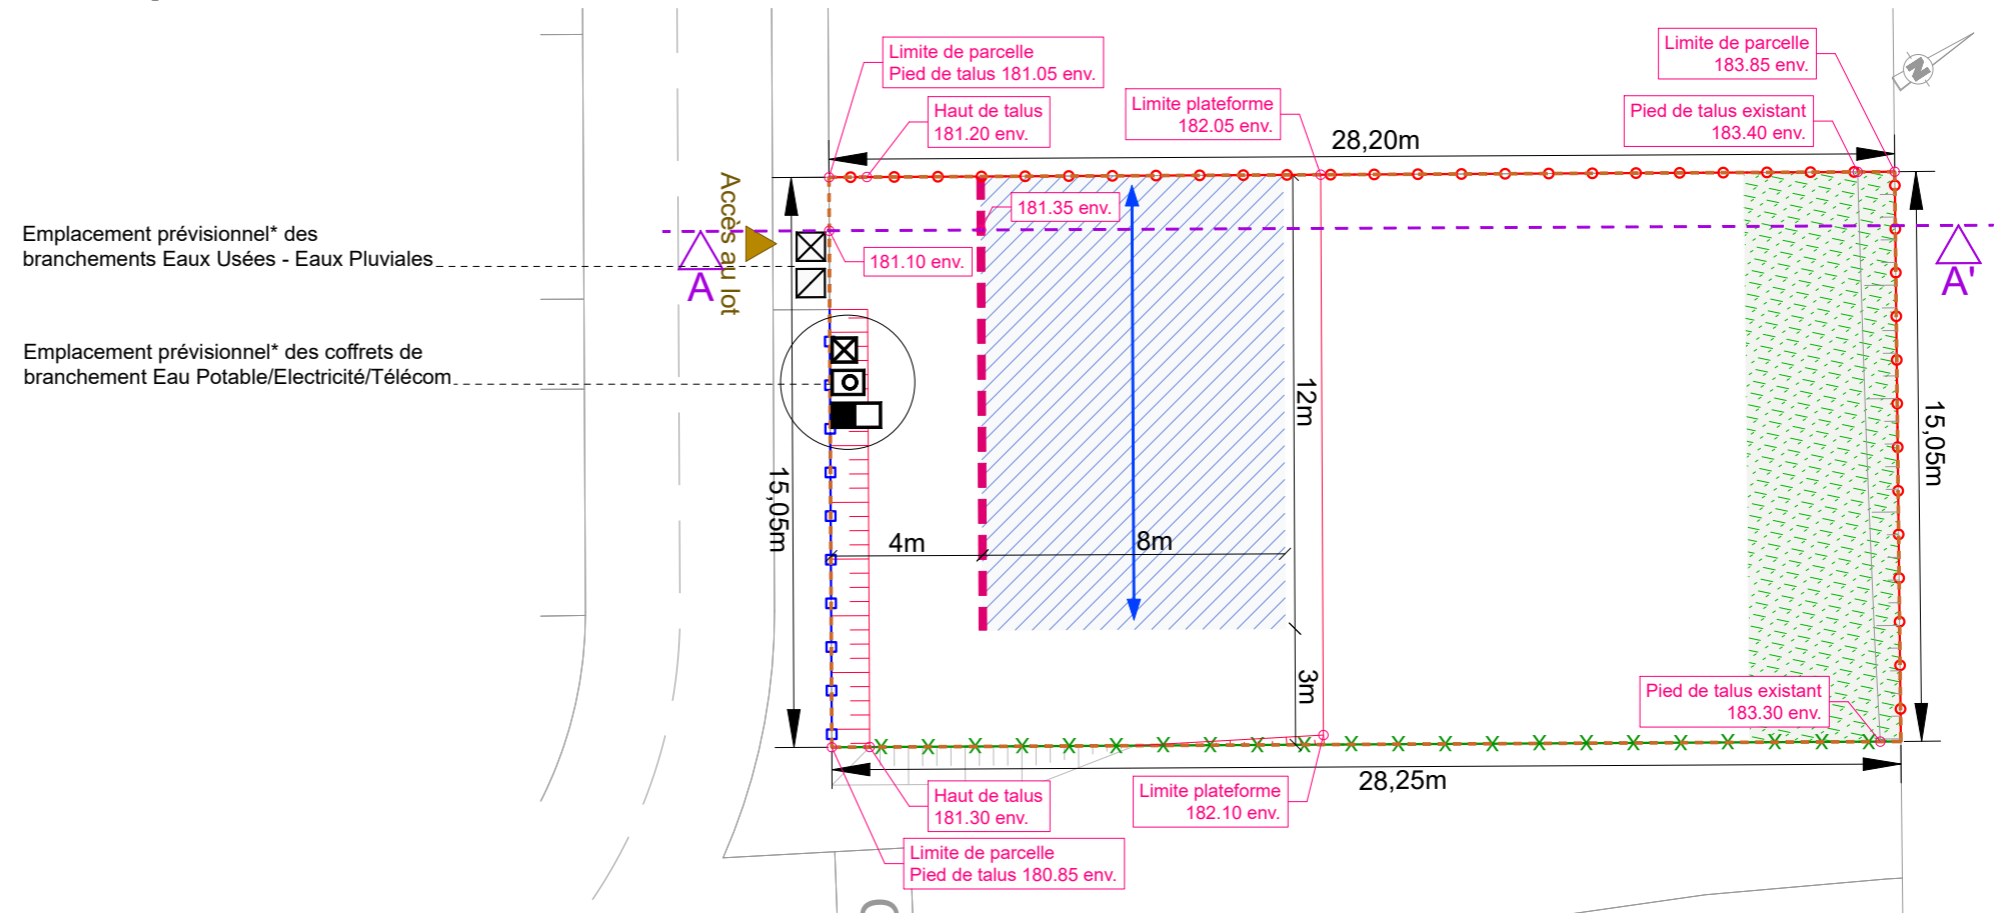 Limite de parcelle
Pied de talus 181.05 env.
Haut de talus
181.20 env.
Limite plateforme
182.05 env.
Limite de parcelle
183.85 env.
Pied de talus existant
183.40 env.
N
28,20m
Accès au lot
181.35 env.
181.10 env.
A
A'
Emplacement prévisionnel* des
branchements Eaux Usées - Eaux Pluviales
Emplacement prévisionnel* des coffrets de
branchement Eau Potable/Electricité/Télécom
12m
15,05m
15,05m
4m
8m
3m
Pied de talus existant
183.30 env.
28,25m
Haut de talus
181.30 env.
Limite plateforme
182.10 env.
Limite de parcelle
Pied de talus 180.85 env.